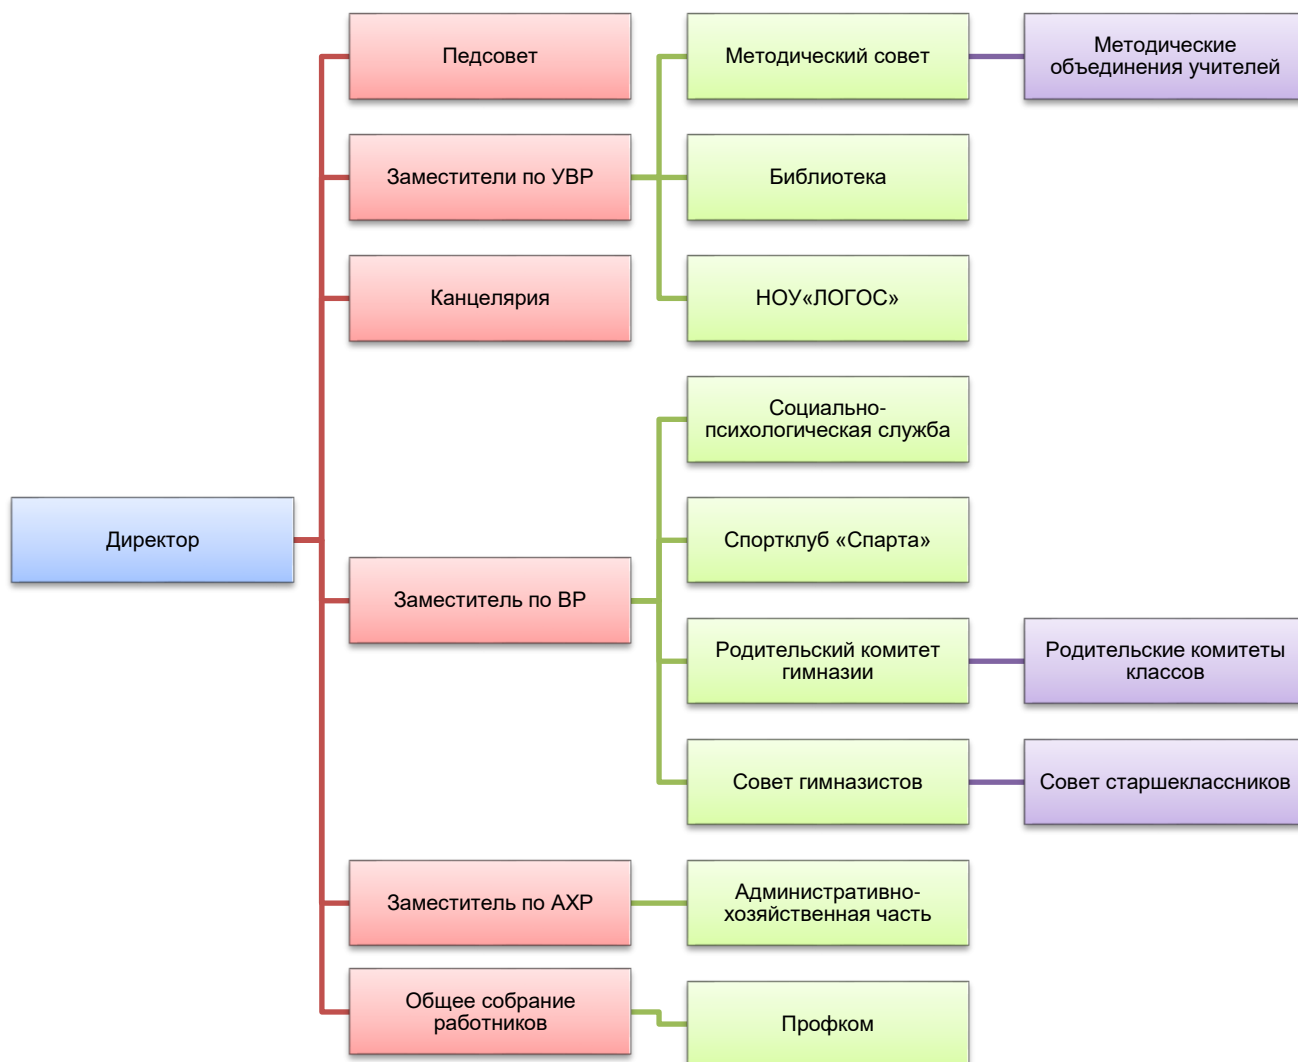 Педсовет
Методический совет
Методические
объединения учителей
Заместители по УВР
Библиотека
Канцелярия
НОУ«ЛОГОС»
Социально-
психологическая служба
Директор
Спортклуб «Спарта»
Заместитель по ВР
Родительский комитет
гимназии
Родительские комитеты
классов
Совет гимназистов
Совет старшеклассников
Заместитель по АХР
Административно-
хозяйственная часть
Общее собрание
работников
Профком